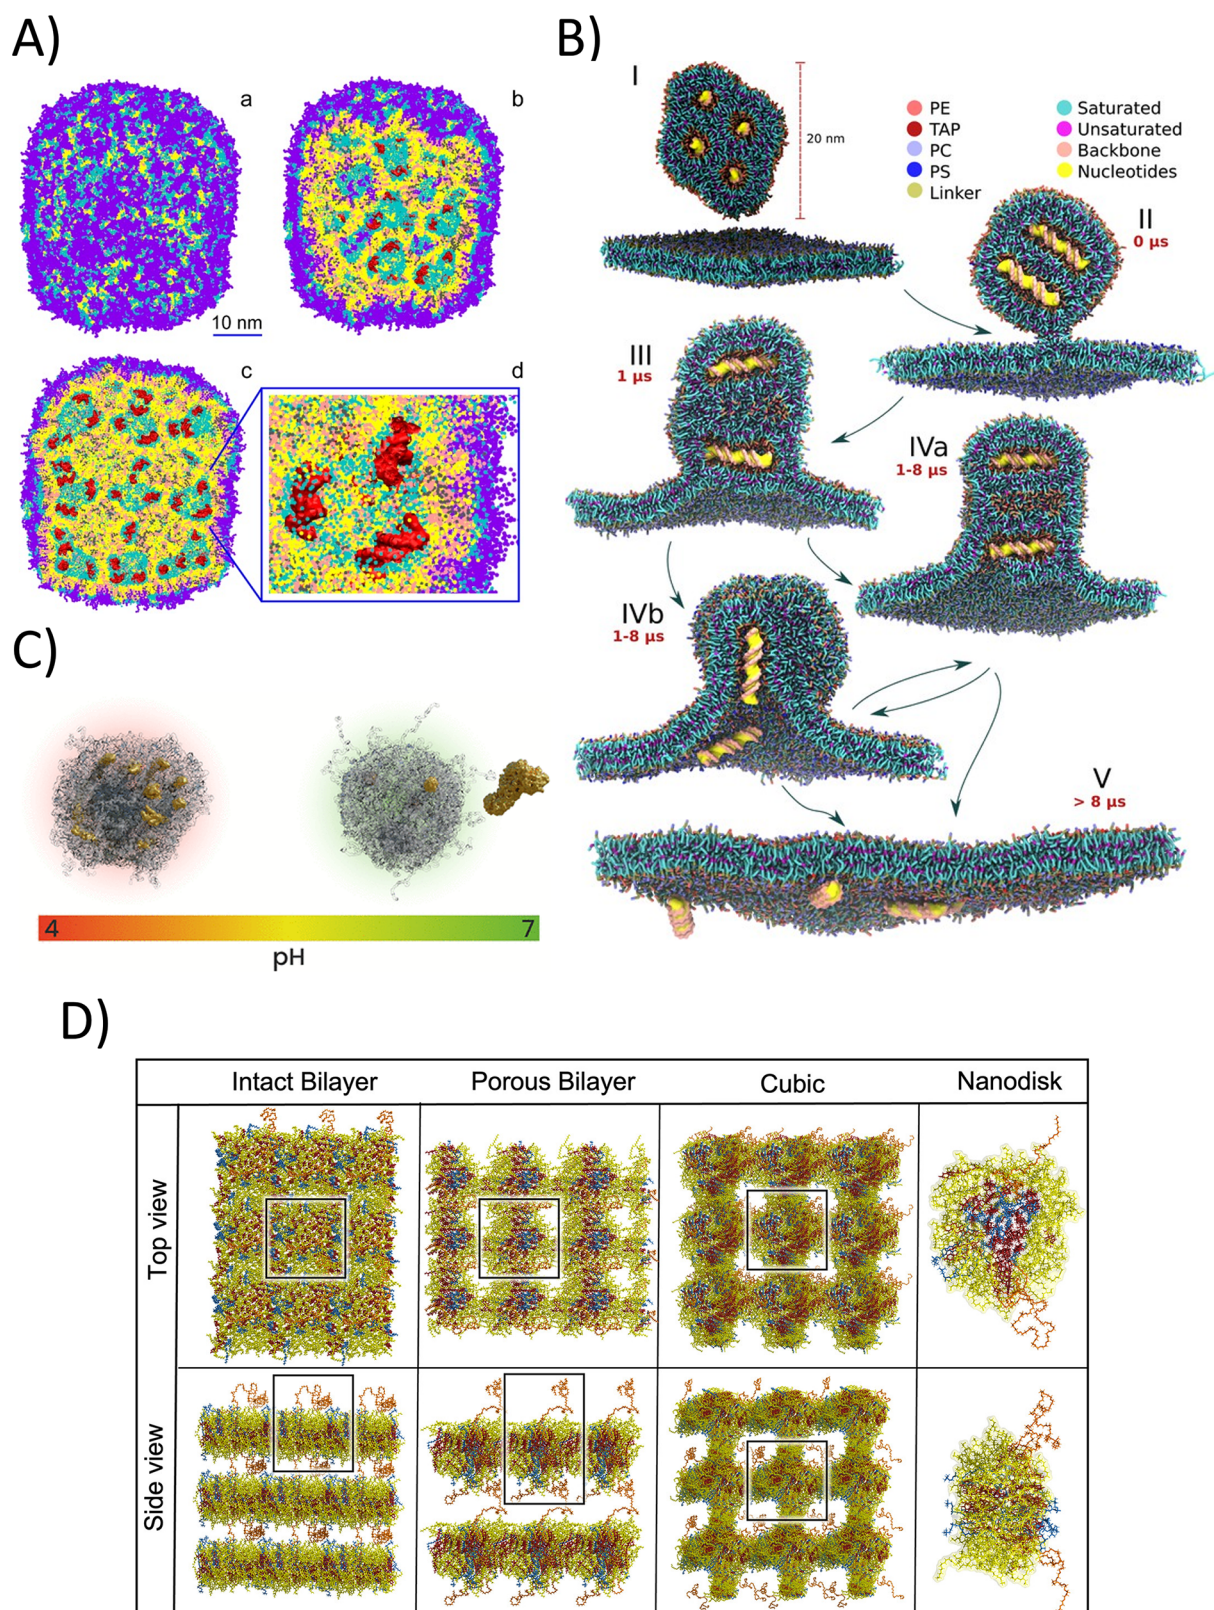 A)
a
b
10 nm
c
d
B)
I
20 nm
PE
TAP
PC
PS
Linker
Saturated
Unsaturated
Backbone
Nucleotides
II
0 µs
III
1 µs
IVa
1-8 µs
IVb
1-8 µs
V
> 8 µs
C)
4
7
pH
D)
Intact Bilayer
Porous Bilayer
Cubic
Nanodisk
Top view
Side view